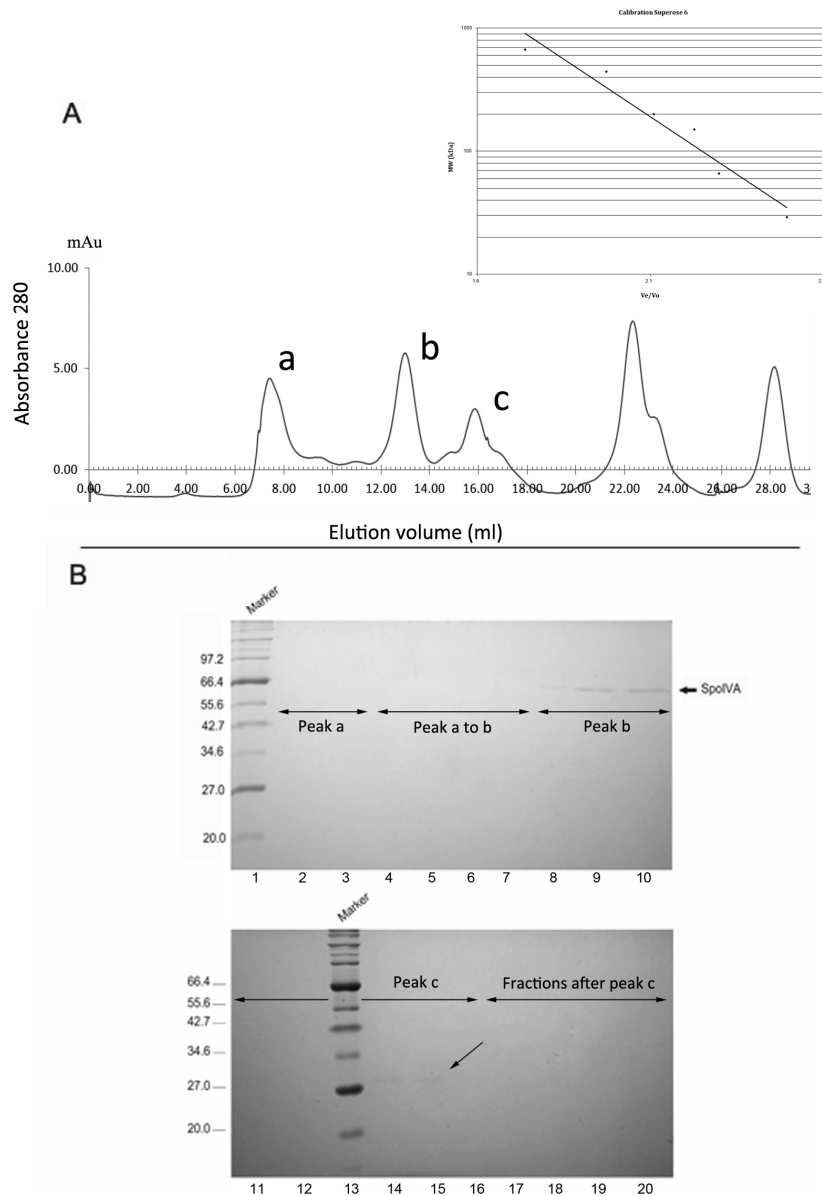 Calibration Superose 6
1000
100
10
MW (kDa)
1.6
2.1
2
Ve/Vo
A
mAu
10.00
5.00
0.00
Absorbance 280
a
b
c
0.00 2.00 4.00 6.00 8.00 10.00 12.00 14.00 16.00 18.00 20.00 22.00 24.00 26.00 28.00 3
Elution volume (ml)
B
Marker
97.2
66.4
55.6
42.7
34.6
27.0
20.0
SpoIVA
Peak a
Peak a to b
Peak b
1 2 3 4 5 6 7 8 9 10
Marker
66.4
55.6
42.7
34.6
27.0
20.0
Peak c
Fractions after peak c
11 12 13 14 15 16 17 18 19 20